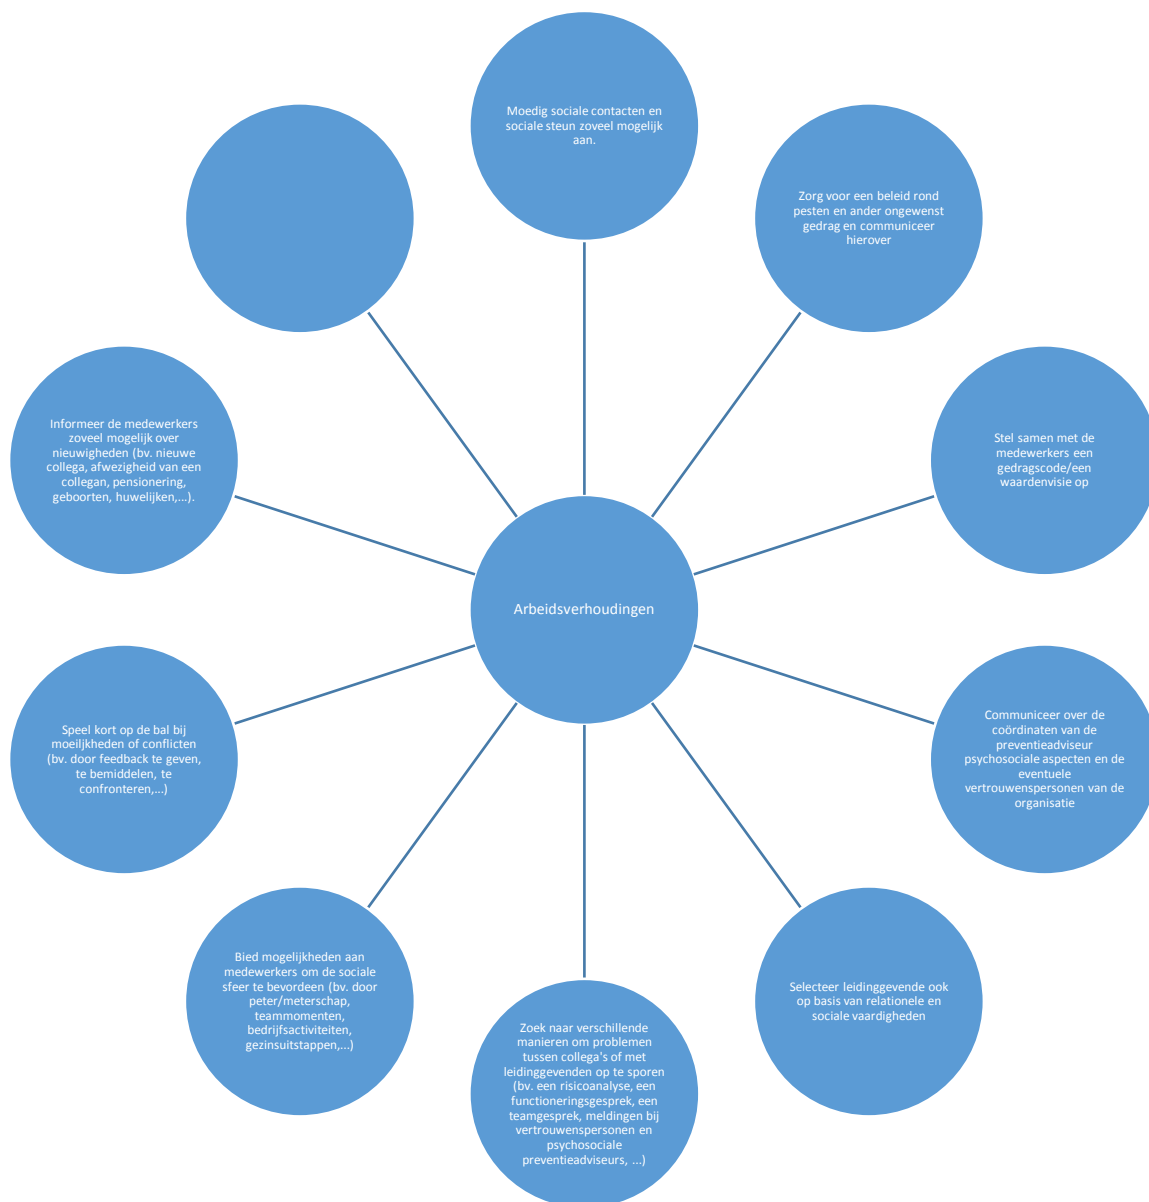 Moedig sociale contacten en
sociale steun zoveel mogelijk
aan.
Zorg voor een beleid rond
pesten en ander ongewenst
gedrag en communiceer
hierover
Stel samen met de
medewerkers een
gedragscode/een
waardenvisie op
Communiceer over de
coördinaten van de
preventieadviseur
psychosociale aspecten en de
eventuele
vertrouwenspersonen van de
organisatie
Selecteer leidinggevende ook
op basis van relationele en
sociale vaardigheden
Zoek naar verschillende
manieren om problemen
tussen collega's of met
leidinggevenden op te sporen
(bv. een risicoanalyse, een
functioneringsgesprek, een
teamgesprek, meldingen bij
vertrouwenspersonen en
psychosociale
preventieadviseurs, ...)
Bied mogelijkheden aan
medewerkers om de sociale
sfeer te bevordeen (bv. door
peter/meterschap,
teammomenten,
bedrijfsactiviteiten,
gezinsuitstappen,...)
Speel kort op de bal bij
moeiljkheden of conflicten
(bv. door feedback te geven,
te bemiddelen, te
confronteren,...)
Informeer de medewerkers
zoveel mogelijk over
nieuwigheden (bv. nieuwe
collega, afwezigheid van een
collegan, pensionering,
geboorten, huwelijken,...).
Arbeidsverhoudingen